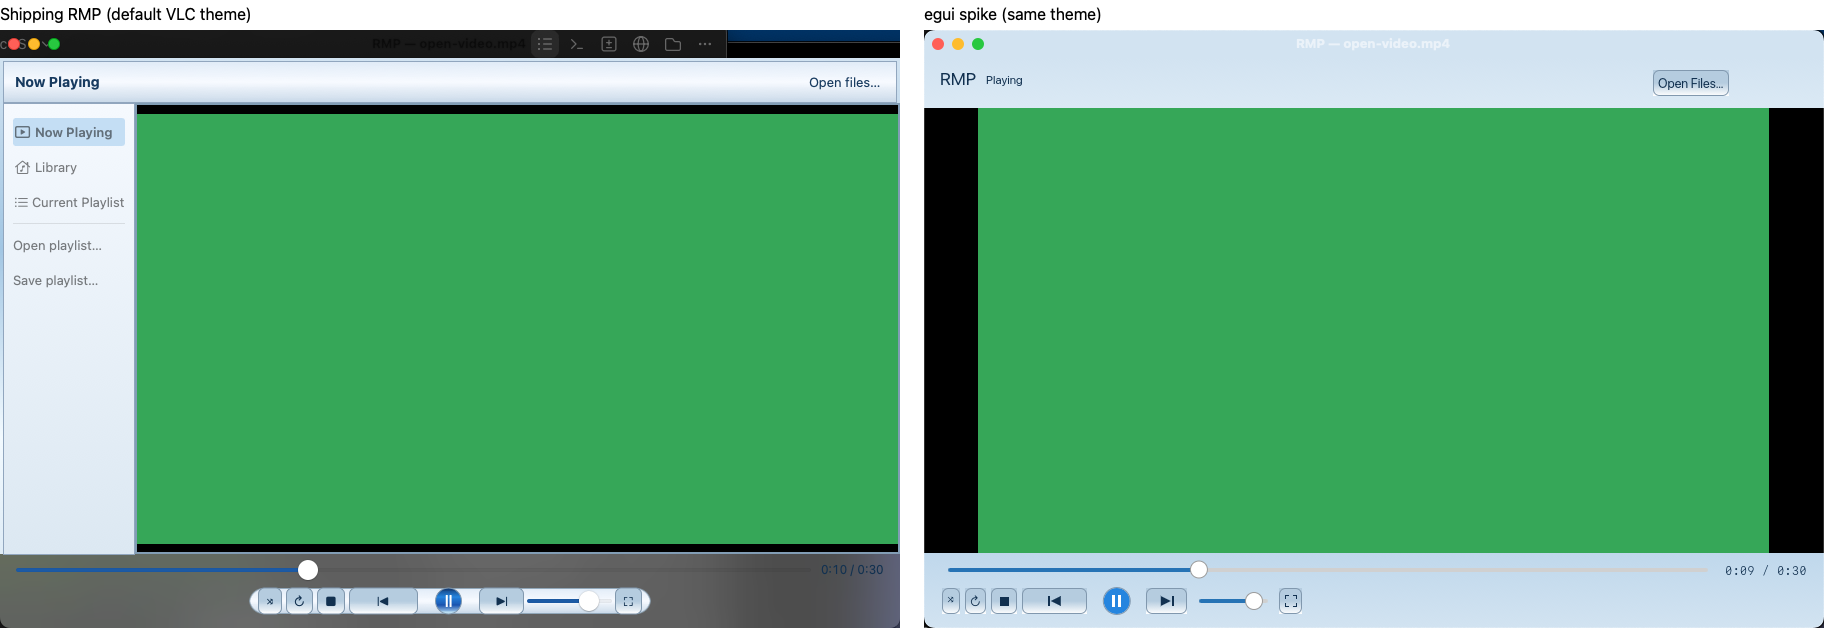 Shipping RMP (default VLC theme)
RMP — open-video.mp4
Now Playing
Open files...
Now Playing
Library
Current Playlist
Open playlist...
Save playlist...
0:10 / 0:30
egui spike (same theme)
RMP — open-video.mp4
RMP Playing
Open Files...
0:09 / 0:30